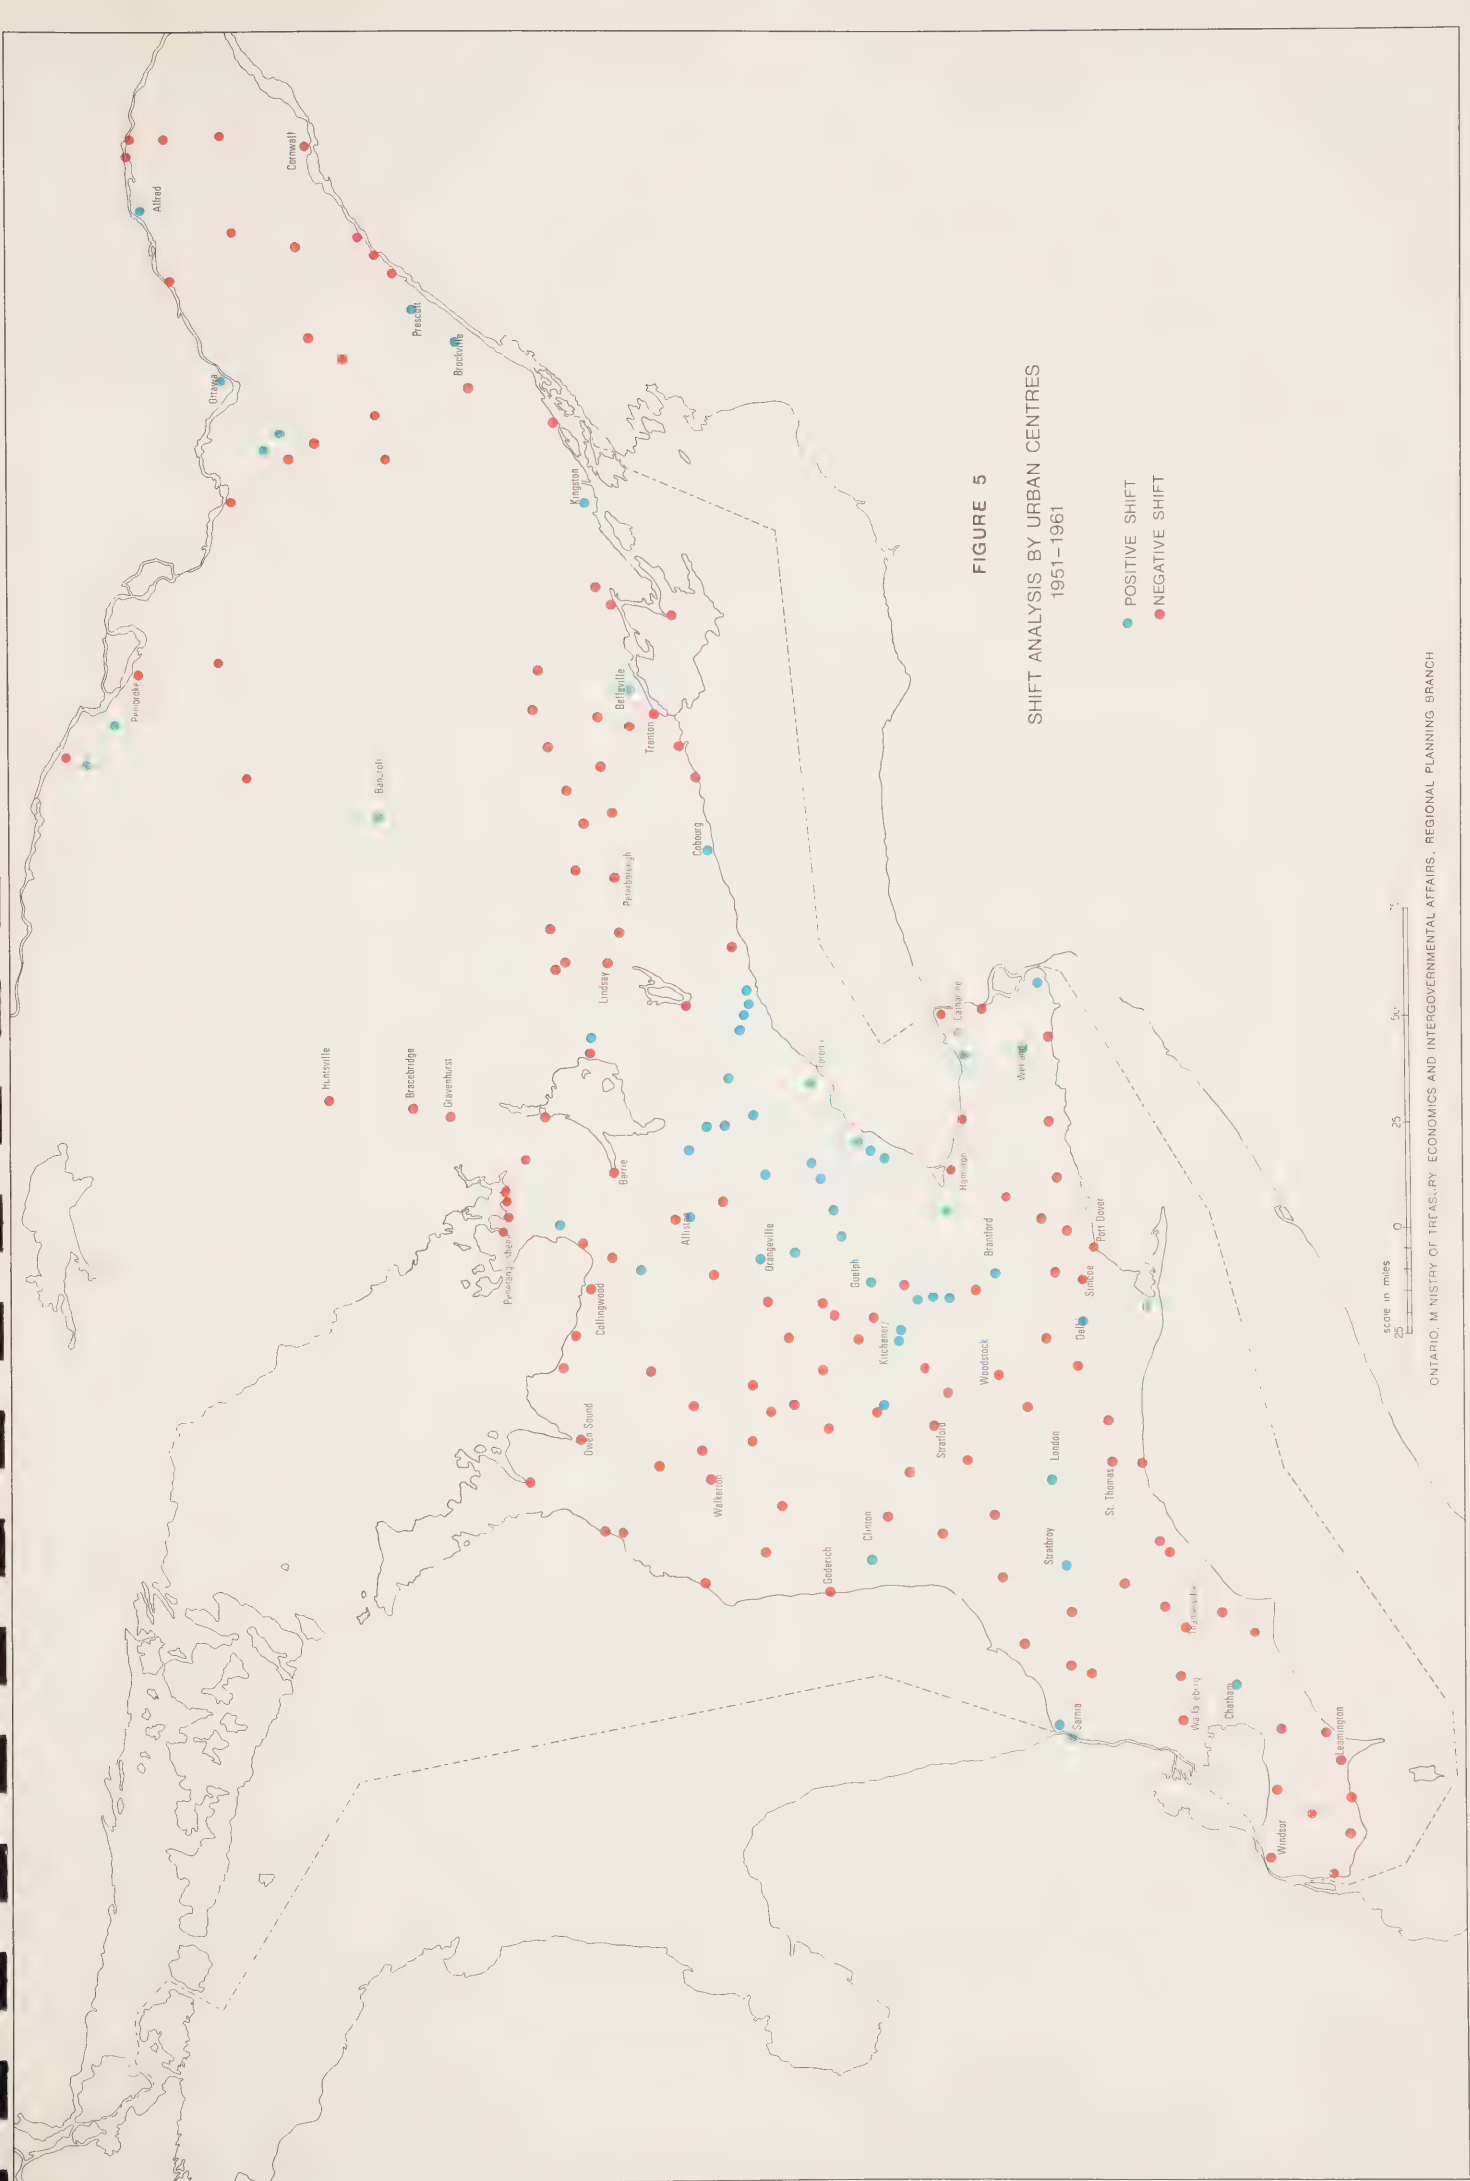 FIGURE 5
SHIFT ANALYSIS BY URBAN CENTRES
1951–1961
POSITIVE SHIFT
NEGATIVE SHIFT
Alfred
Cornwall
Ottawa
Prescott
Brockville
Kingston
Pembroke
Bancroft
Belleville
Trenton
Cobourg
Peterborough
Lindsay
Huntsville
Bracebridge
Gravenhurst
Barrie
Alliston
Orangeville
Collingwood
Owen Sound
Walkerton
Guelph
Kitchener/
Hamilton
Brantford
Port Dover
Simcoe
Delhi
Woodstock
Stratford
London
St. Thomas
Clinton
Goderich
Strathroy
Sarnia
Chatham
Leamington
Windsor
scale in miles
25 0 25 50
ONTARIO, MINISTRY OF TREASURY ECONOMICS AND INTERGOVERNMENTAL AFFAIRS, REGIONAL PLANNING BRANCH